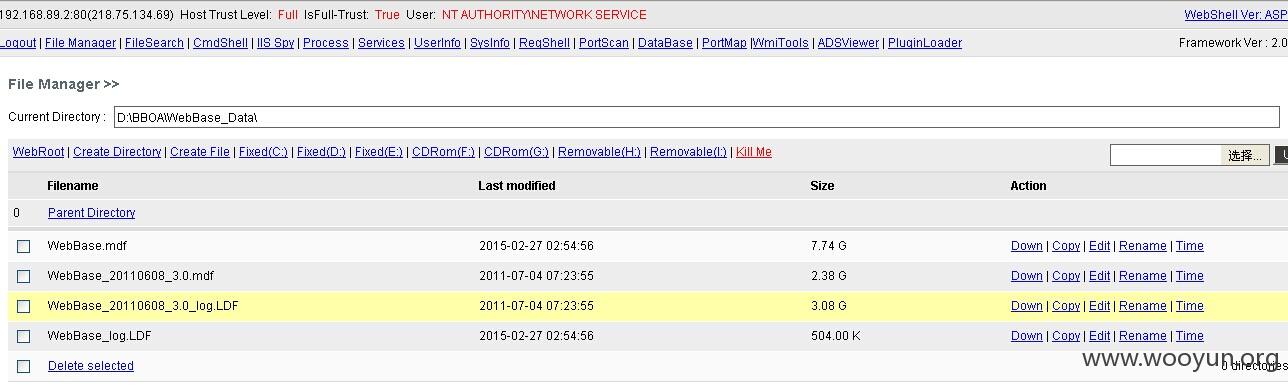 192.168.89.2:80(218.75.134.69) Host Trust Level: Full IsFull-Trust: True User: NT AUTHORITY\NETWORK SERVICE WebShell Ver: ASP
Logout | File Manager | FileSearch | CmdShell | IIS Spy | Process | Services | UserInfo | SysInfo | RegShell | PortScan | DataBase | PortMap |WmiTools | ADSViewer | PluginLoader Framework Ver : 2.0
File Manager >>
Current Directory : D:\BBOA\WebBase_Data\
WebRoot | Create Directory | Create File | Fixed(C:) | Fixed(D:) | Fixed(E:) | CDRom(F:) | CDRom(G:) | Removable(H:) | Removable(I:) | Kill Me 选择... U
Filename Last modified Size Action
0 Parent Directory
WebBase.mdf 2015-02-27 02:54:56 7.74 G Down | Copy | Edit | Rename | Time
WebBase_20110608_3.0.mdf 2011-07-04 07:23:55 2.38 G Down | Copy | Edit | Rename | Time
WebBase_20110608_3.0_log.LDF 2011-07-04 07:23:55 3.08 G Down | Copy | Edit | Rename | Time
WebBase_log.LDF 2015-02-27 02:54:56 504.00 K Down | Copy | Edit | Rename | Time
Delete selected 0 directories
www.wooyun.org